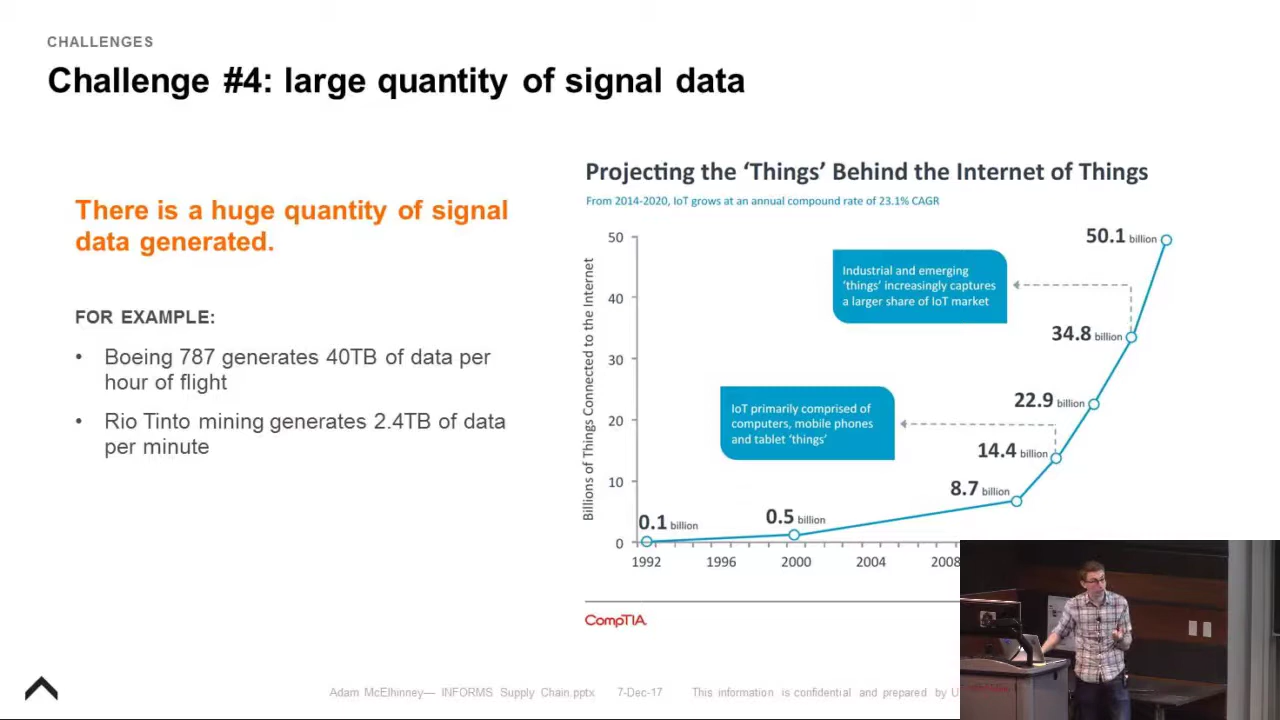 CHALLENGES
Challenge #4: large quantity of signal data
There is a huge quantity of signal
data generated.
FOR EXAMPLE:
• Boeing 787 generates 40TB of data per
hour of flight
• Rio Tinto mining generates 2.4TB of data
per minute
Projecting the ‘Things’ Behind the Internet of Things
From 2014-2020, IoT grows at an annual compound rate of 23.1% CAGR
Billions of Things Connected to the Internet
50
40
30
20
10
0
50.1 billion
Industrial and emerging
‘things’ increasingly captures
a larger share of IoT market
34.8 billion
IoT primarily comprised of
computers, mobile phones
and tablet ‘things’
22.9 billion
14.4 billion
8.7 billion
0.5 billion
0.1 billion
1992 1996 2000 2004 2008
CompTIA.
Adam McElhinney— INFORMS Supply Chain.pptx 7-Dec-17 This information is confidential and prepared by